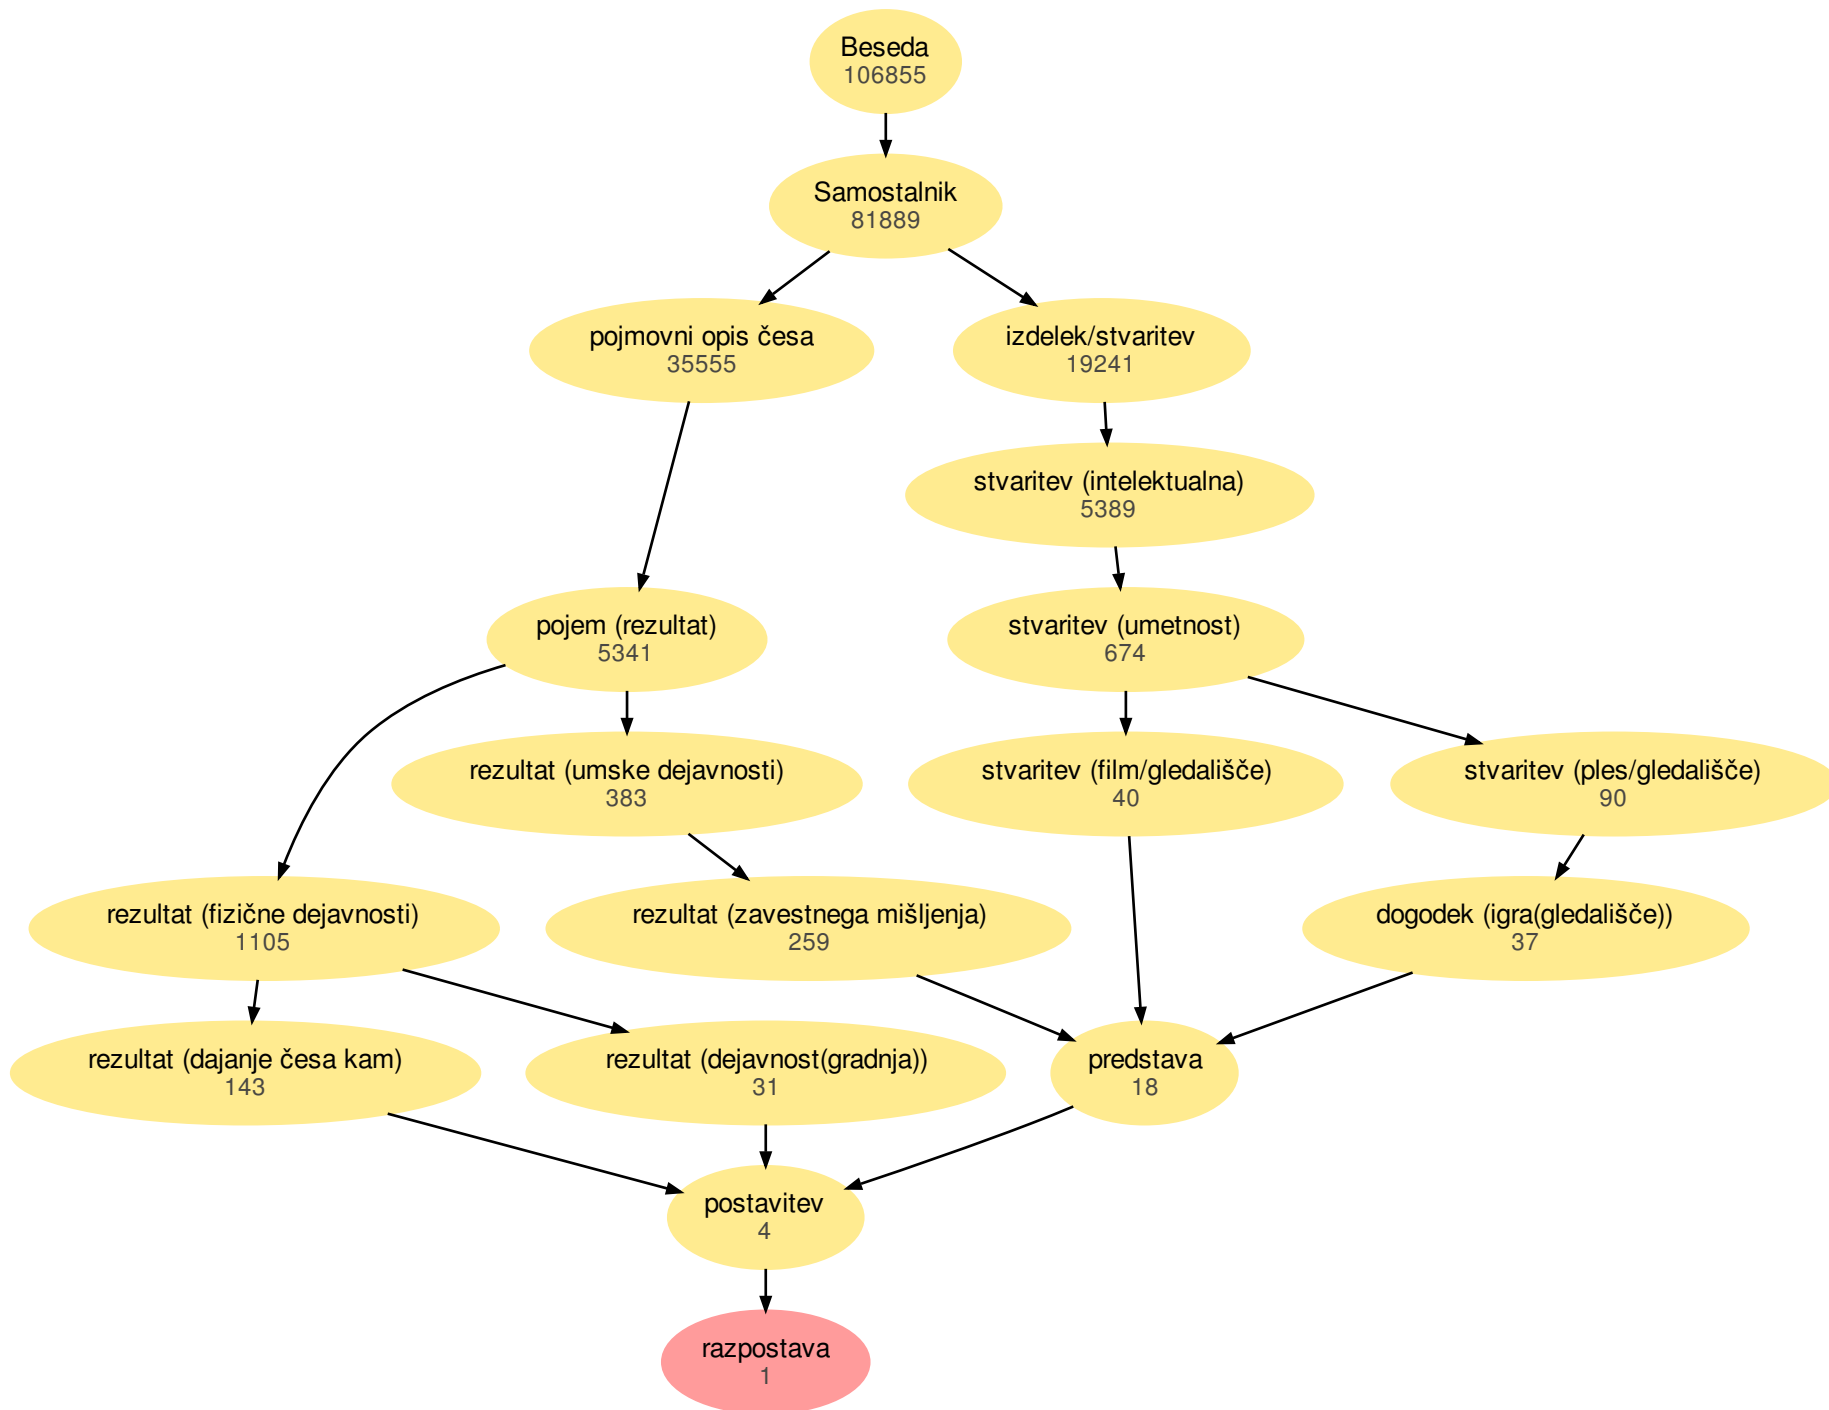 Beseda
106855
Samostalnik
81889
pojmovni opis česa
35555
izdelek/stvaritev
19241
stvaritev (intelektualna)
5389
pojem (rezultat)
5341
stvaritev (umetnost)
674
rezultat (umske dejavnosti)
383
stvaritev (film/gledališče)
40
stvaritev (ples/gledališče)
90
rezultat (fizične dejavnosti)
1105
rezultat (zavestnega mišljenja)
259
dogodek (igra(gledališče))
37
rezultat (dajanje česa kam)
143
rezultat (dejavnost(gradnja))
31
predstava
18
postavitev
4
razpostava
1